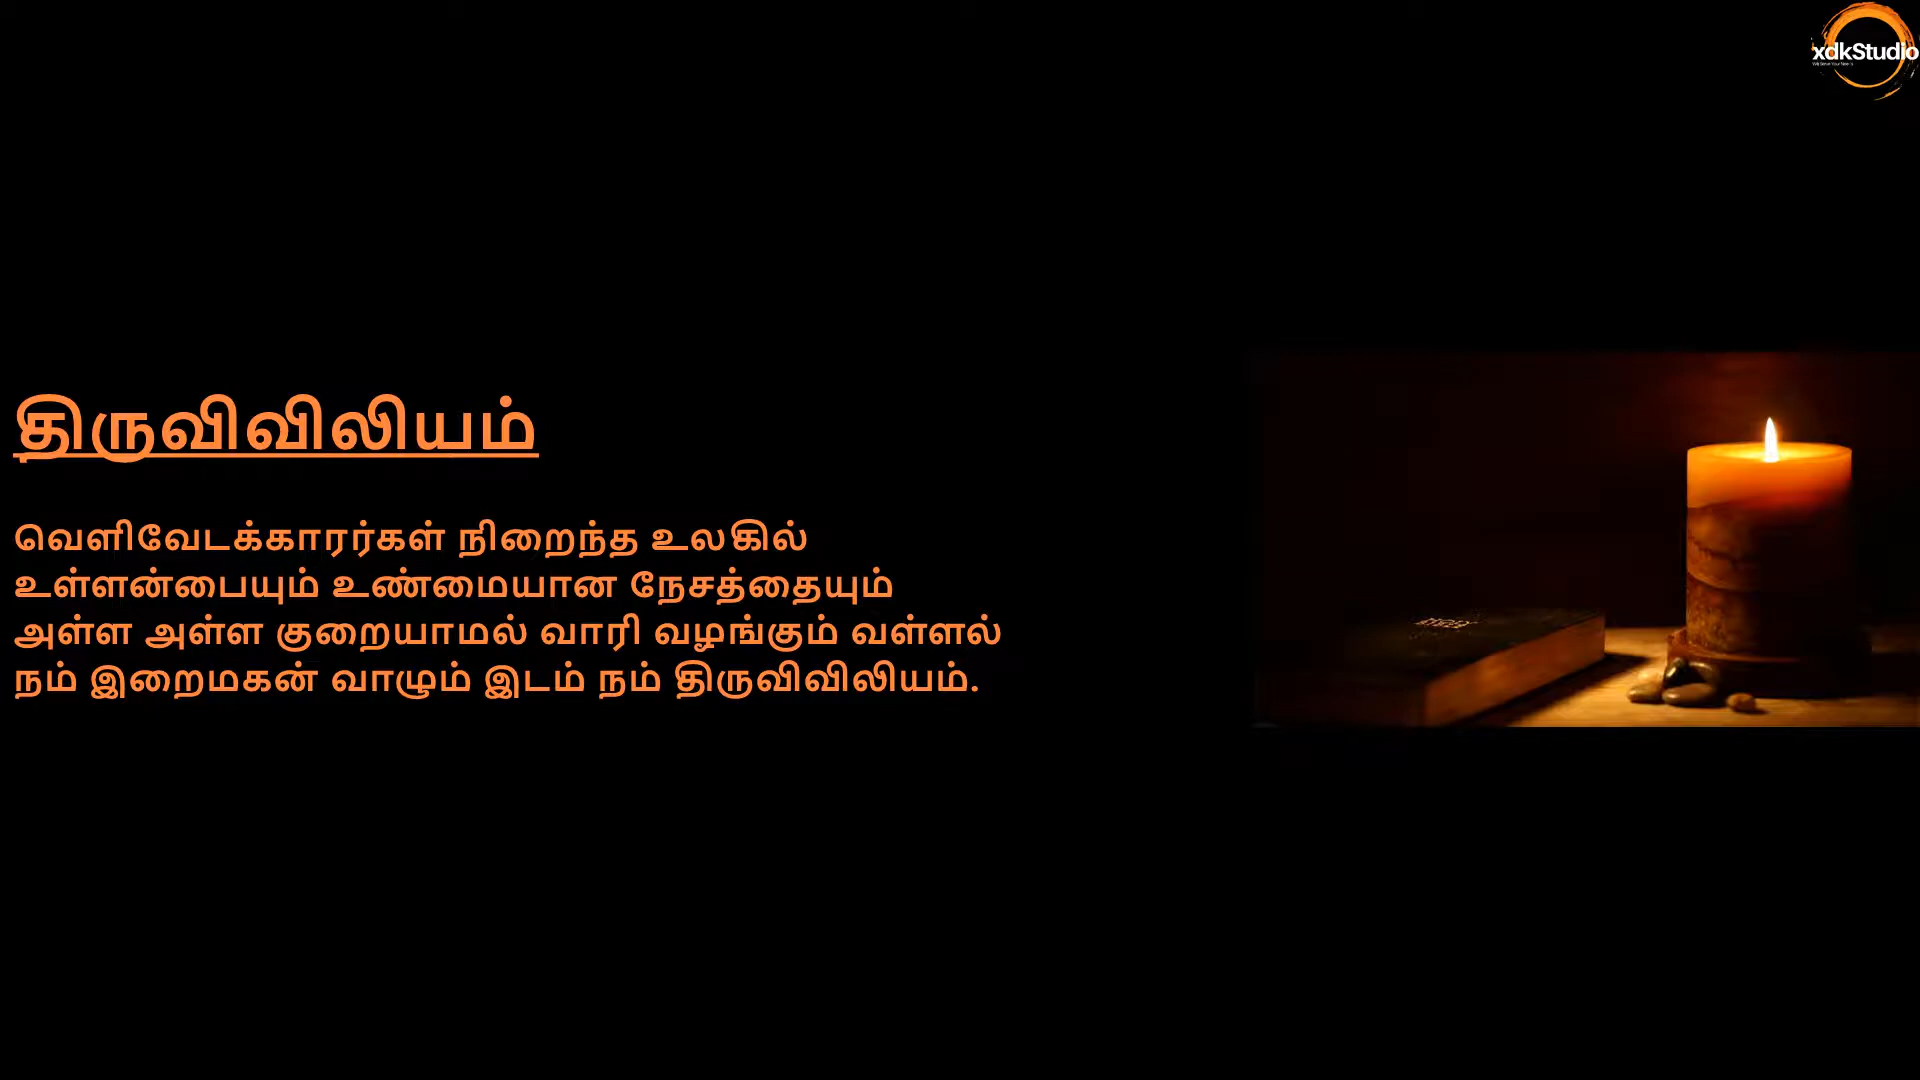 xdkStudio
திருவிவிலியம்
வெளிவேடக்காரர்கள் நிறைந்த உலகில்
உள்ளன்பையும் உண்மையான நேசத்தையும்
அள்ள அள்ள குறையாமல் வாரி வழங்கும் வள்ளல்
நம் இறைமகன் வாழும் இடம் நம் திருவிவிலியம்.